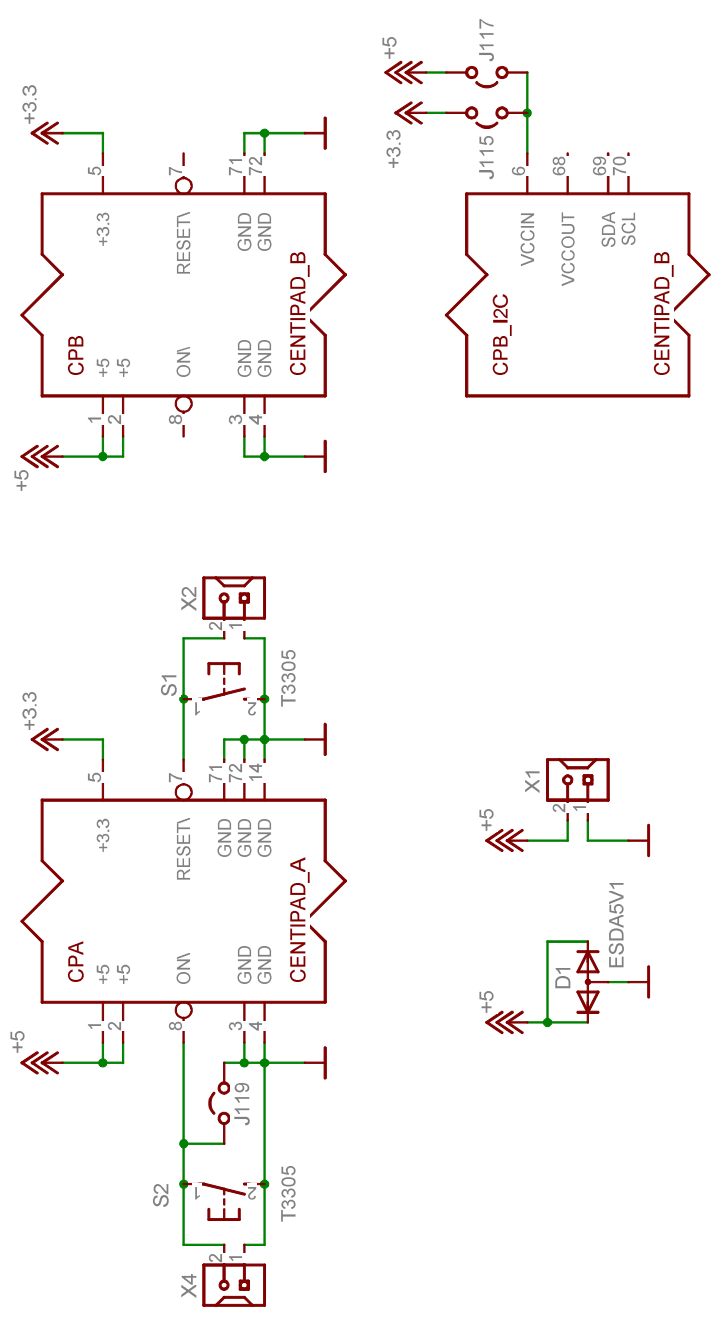 +3.3
5
7
71
72
+3.3
RESET\
GND
GND
CPB
+5
+5
ON\
GND
GND
CENTIPAD_B
1
2
8
3
4
+5
+5
J117
+3.3
J115
6
68
69
70
VCCIN
VCCOUT
SDA
SCL
CPB_I2C
CENTIPAD_B
X2
2
1
S1
1
2
T3305
+3.3
5
7
71
72
14
+3.3
RESET\
GND
GND
GND
CPA
+5
+5
ON\
GND
GND
CENTIPAD_A
1
2
8
3
4
+5
J119
S2
1
2
T3305
X4
2
1
X1
2
1
+5
D1
ESDA5V1
+5